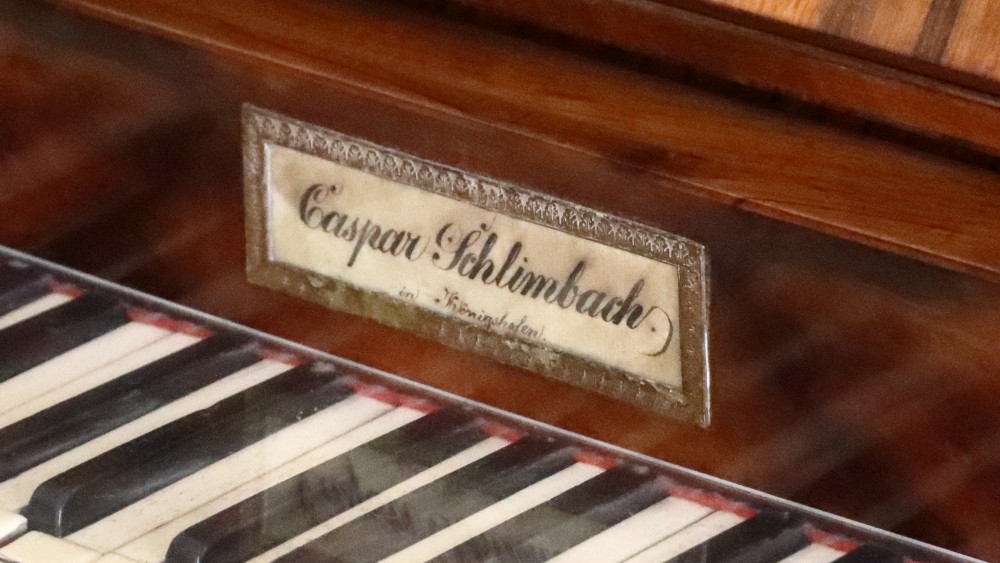 Caspar Schlimbach.
in Königshofen.